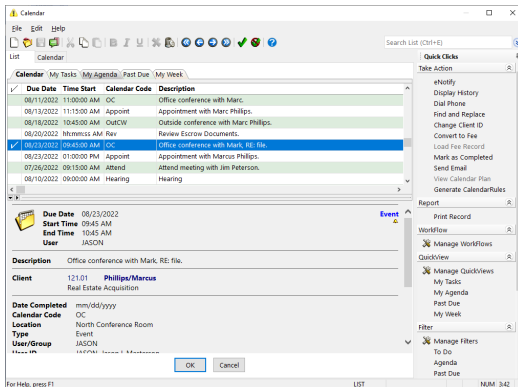 Calendar
File Edit Help
Search List (Ctrl+E)
List Calendar
Calendar My Tasks My Agenda Past Due My Week
Due Date Time Start Calendar Code Description
08/11/2022 11:00:00 AM OC Office conference with Marc.
08/13/2022 11:15:00 AM Appoint Appointment with Marc Phillips.
08/18/2022 10:45:00 AM OutCW Outside conference with Marc Phillips.
08/20/2022 hh:mm:ss AM Rev Review Escrow Documents.
08/23/2022 09:45:00 AM OC Office conference with Mark, RE: file.
08/23/2022 01:00:00 PM Appoint Appointment with Marcus Phillips.
07/26/2022 09:15:00 AM Attend Attend meeting with Jim Peterson.
08/10/2022 09:00:00 AM Hearing Hearing
Due Date 08/23/2022 Event
Start Time 09:45 AM
End Time 10:45 AM
User JASON
Description Office conference with Mark, RE: file.
Client 121.01 Phillips/Marcus
Real Estate Acquisition
Date Completed mm/dd/yyyy
Calendar Code OC
Location North Conference Room
Type Event
User/Group JASON
User ID JASON, Jason L Masterson
OK Cancel
Quick Clicks
Take Action
eNotify
Display History
Dial Phone
Find and Replace
Change Client ID
Convert to Fee
Load Fee Record
Mark as Completed
Send Email
View Calendar Plan
Generate CalendarRules
Report
Print Record
WorkFlow
Manage WorkFlows
QuickView
Manage QuickViews
My Tasks
My Agenda
Past Due
My Week
Filter
Manage Filters
To Do
Agenda
Past Due
For Help, press F1 LIST NUM 3:42